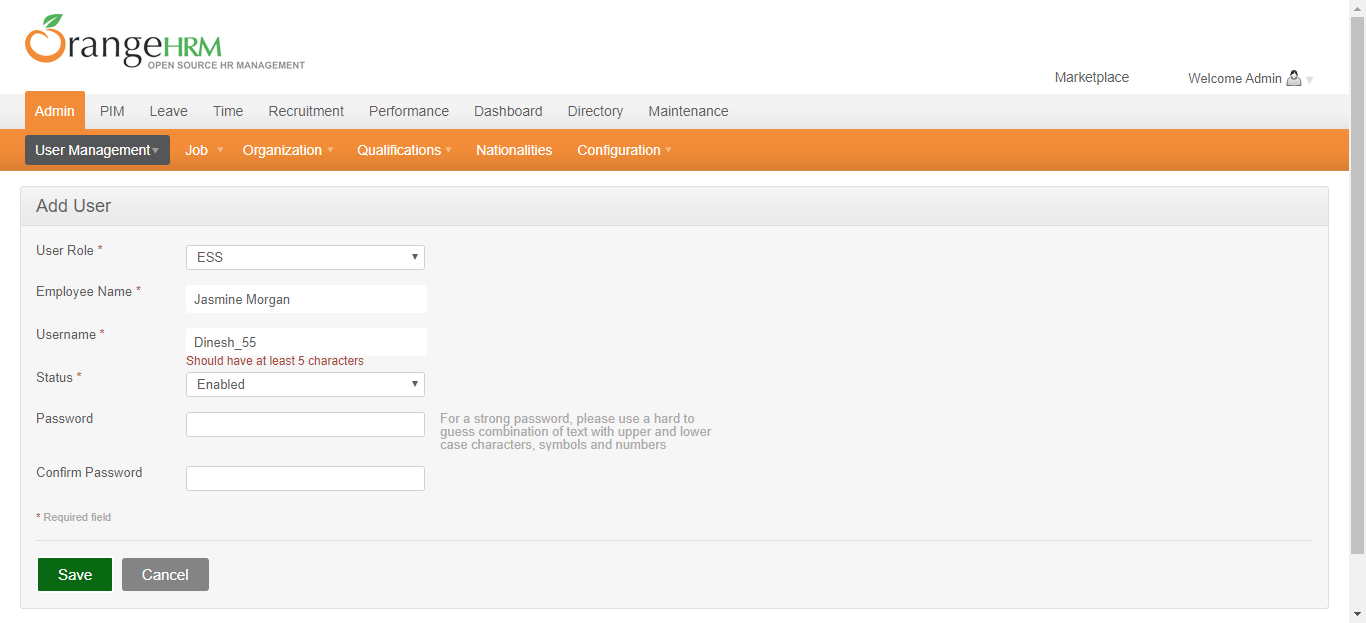 OrangeHRM
OPEN SOURCE HR MANAGEMENT
Marketplace Welcome Admin
Admin PIM Leave Time Recruitment Performance Dashboard Directory Maintenance
User Management Job Organization Qualifications Nationalities Configuration
Add User
User Role * ESS
Employee Name * Jasmine Morgan
Username * Dinesh_55
Should have at least 5 characters
Status * Enabled
Password
For a strong password, please use a hard to
guess combination of text with upper and lower
case characters, symbols and numbers
Confirm Password
* Required field
Save Cancel